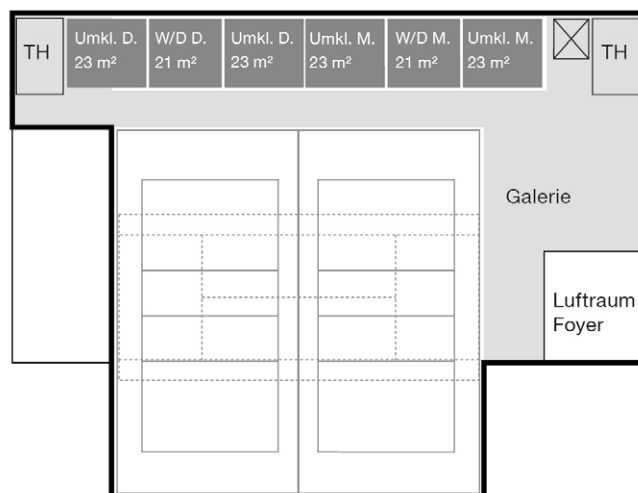 TH
Umkl. D.
23 m²
W/D D.
21 m²
Umkl. D.
23 m²
Umkl. M.
23 m²
W/D M.
21 m²
Umkl. M.
23 m²
TH
Galerie
Luftraum
Foyer